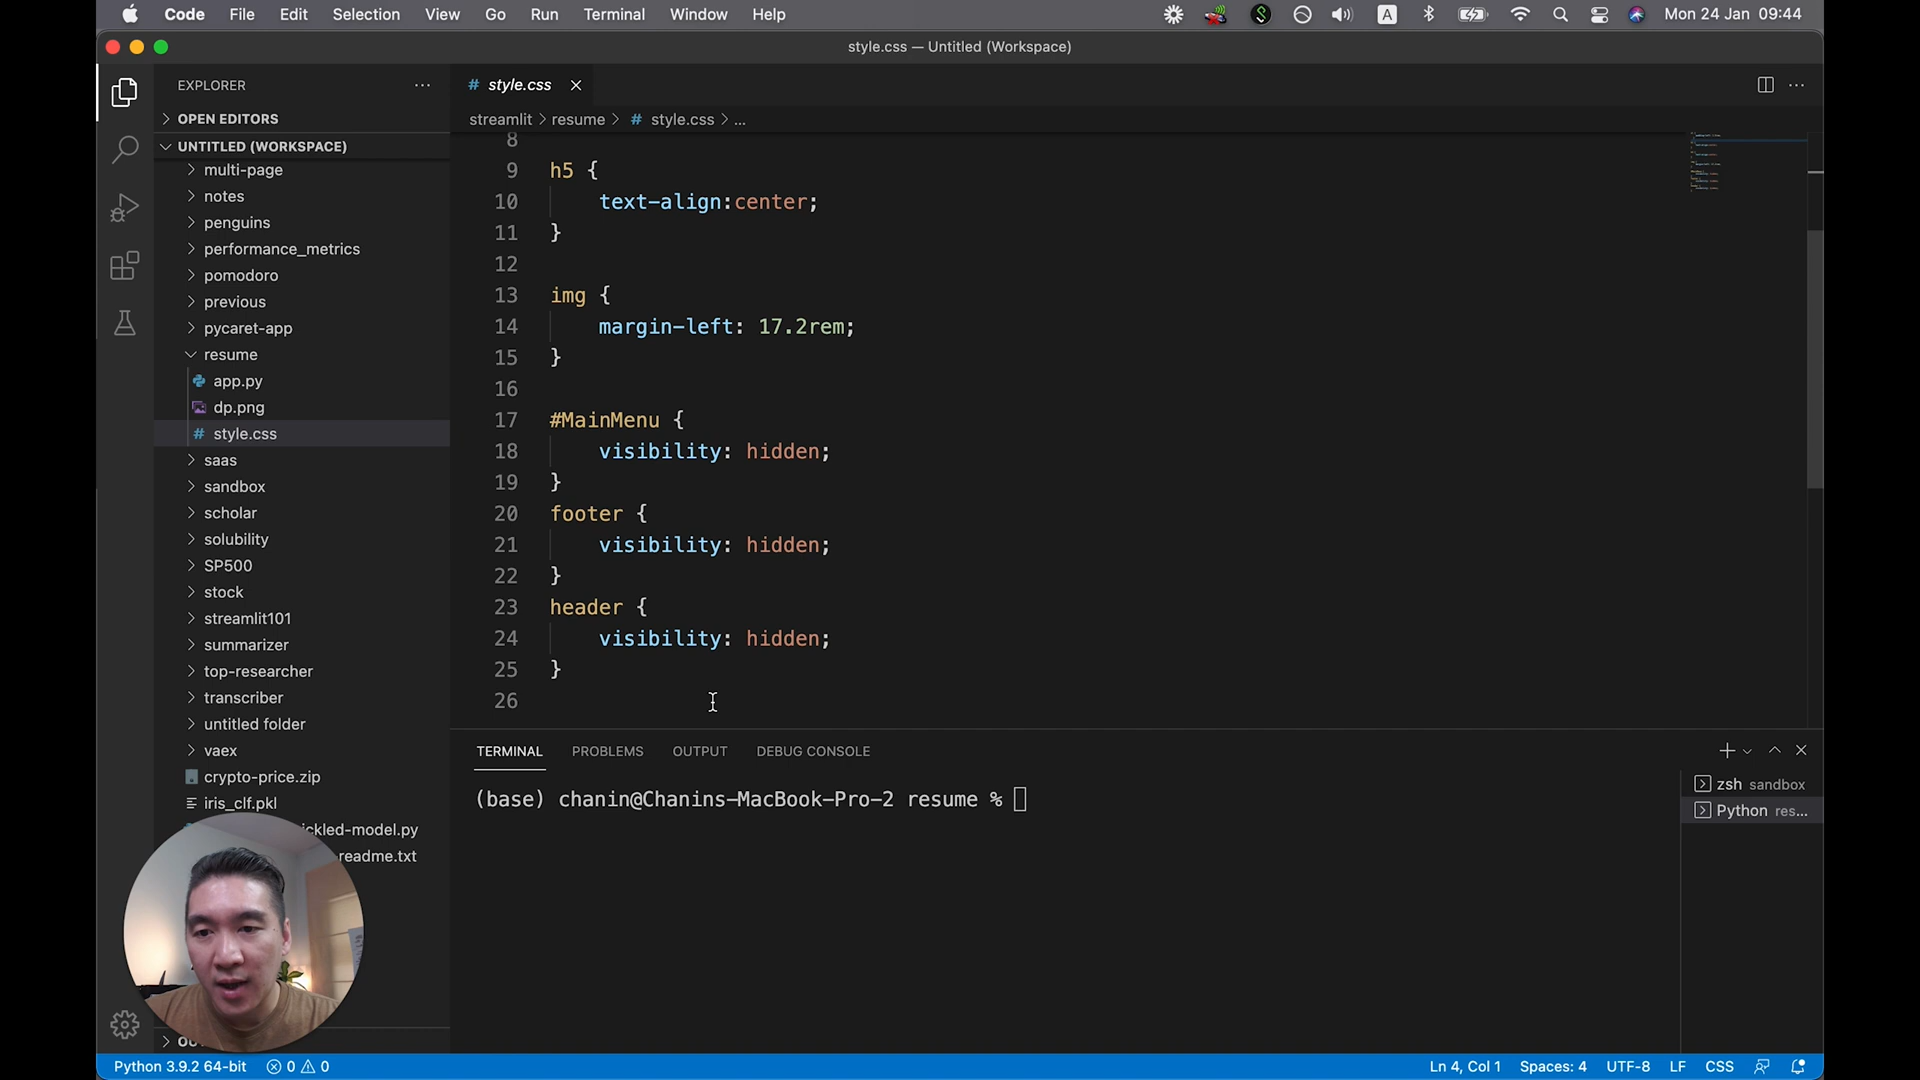 Code File Edit Selection View Go Run Terminal Window Help
A
Mon 24 Jan 09:44
style.css — Untitled (Workspace)
EXPLORER
OPEN EDITORS
UNTITLED (WORKSPACE)
multi-page
notes
penguins
performance_metrics
pomodoro
previous
pycaret-app
resume
app.py
dp.png
# style.css
saas
sandbox
scholar
solubility
SP500
stock
streamlit101
summarizer
top-researcher
transcriber
untitled folder
vaex
crypto-price.zip
iris_clf.pkl
ickled-model.py
readme.txt
# style.css
streamlit > resume > # style.css > ...
8
9 h5 {
10 text-align:center;
11 }
12
13 img {
14 margin-left: 17.2rem;
15 }
16
17 #MainMenu {
18 visibility: hidden;
19 }
20 footer {
21 visibility: hidden;
22 }
23 header {
24 visibility: hidden;
25 }
26
TERMINAL PROBLEMS OUTPUT DEBUG CONSOLE
(base) chanin@Chanins-MacBook-Pro-2 resume %
zsh sandbox
Python res...
Python 3.9.2 64-bit 0 0
Ln 4, Col 1 Spaces: 4 UTF-8 LF CSS